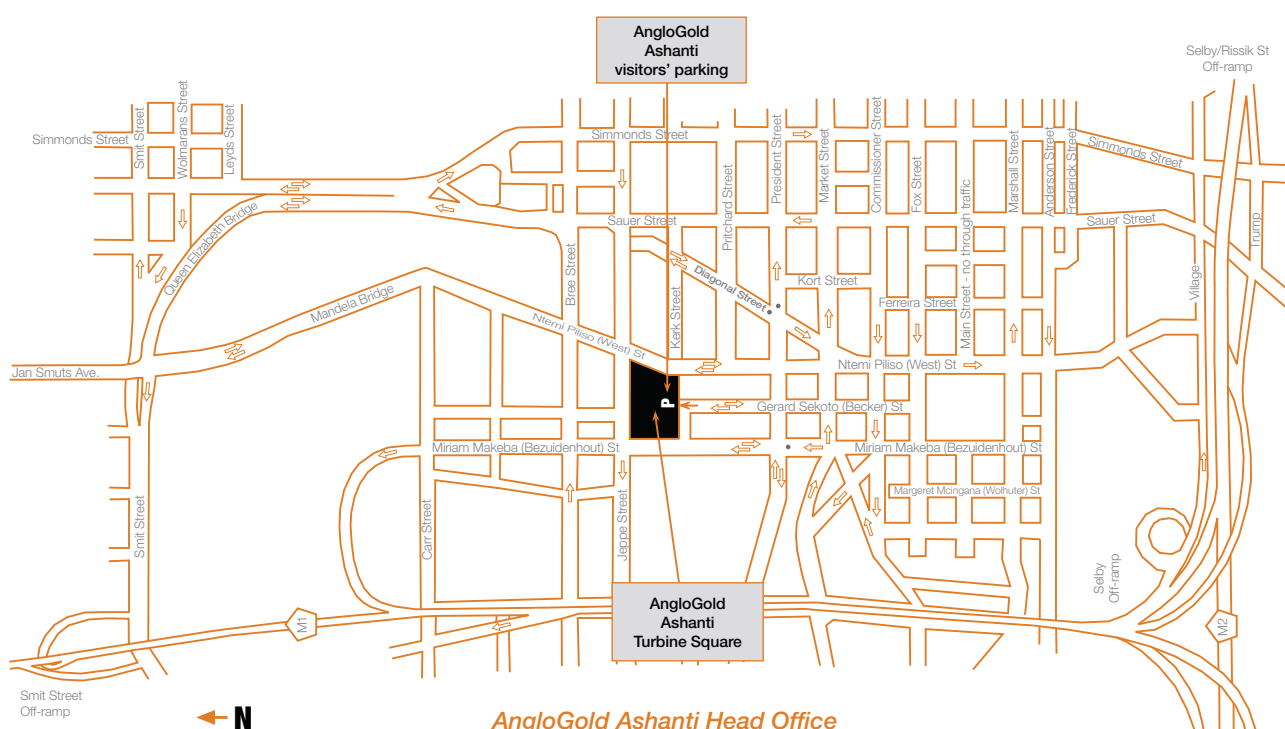 AngloGold
Ashanti
visitors' parking
Selby/Rissik St
Off-ramp
Simmonds Street
Smit Street
Wolmarans Street
Leyds Street
Simmonds Street
President Street
Market Street
Commissioner Street
Fox Street
Marshall Street
Anderson Street
Frederick Street
Simmonds Street
Queen Elizabeth Bridge
Sauer Street
Pritchard Street
Sauer Street
Trump
Bree Street
Diagonal Street
Kort Street
Main Street - no through traffic
Village
Mandela Bridge
Ntemi Piliso (West) St
Kerk Street
Ferreira Street
Jan Smuts Ave.
Ntemi Piliso (West) St
P
Gerard Sekoto (Becker) St
Miriam Makeba (Bezuidenhout) St
Miriam Makeba (Bezuidenhout) St
Margeret Mcingana (Wolhuter) St
Smit Street
Carr Street
Jeppe Street
Selby
Off-ramp
AngloGold
Ashanti
Turbine Square
M1
M2
Smit Street
Off-ramp
N
AngloGold Ashanti Head Office